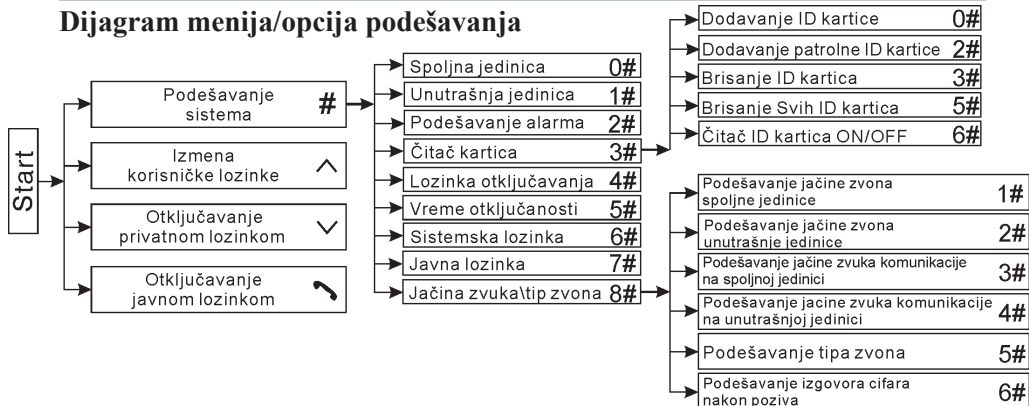 Dijagram menija/opcija podešavanja
Start
Podešavanje
sistema #
Izmena
korisničke lozinke
Otključavanje
privatnom lozinkom
Otključavanje
javnom lozinkom
Spoljna jedinica 0#
Unutrašnja jedinica 1#
Podešavanje alarma 2#
Čitač kartica 3#
Lozinka otključavanja 4#
Vreme otključanosti 5#
Sistemska lozinka 6#
Javna lozinka 7#
Jačina zvuka\tip zvona 8#
Dodavanje ID kartice 0#
Dodavanje patrolne ID kartice 2#
Brisanje ID kartica 3#
Brisanje Svih ID kartica 5#
Čitač ID kartica ON/OFF 6#
Podešavanje jačine zvona
spoljne jedinice 1#
Podešavanje jačine zvona
unutrašnje jedinice 2#
Podešavanje jačine zvuka komunikacije
na spoljnoj jedinici 3#
Podešavanje jacine zvuka komunikacije
na unutrašnjoj jedinici 4#
Podešavanje tipa zvona 5#
Podešavanje izgovora cifara
nakon poziva 6#